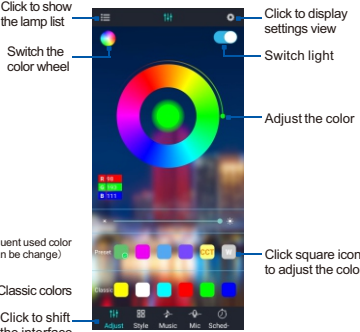 Click to show
the lamp list
Click to display
settings view
Switch the
color wheel
Switch light
Adjust the color
R
G
B 111
uent used color
n be change)
Preset
CCT
W
Click square icon
to adjust the colo
Classic colors
Classic
Click to shift
the interface
Adjust Style Music Mic Sched-